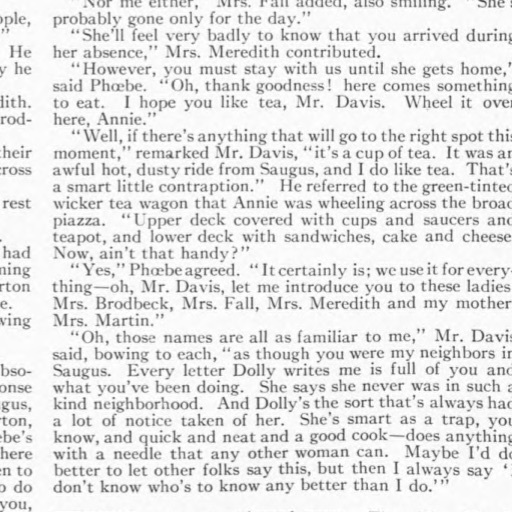 ople,
"
He
y he
dith.
rod-
their
cross
rest
had
ning
rton
e.
wing
bso-
onse
gus,
rton,
ebe's
here
en to
o do
you,
"Nor me either," Mrs. Fall added, also smiling. "She's
probably gone only for the day."
"She'll feel very badly to know that you arrived during
her absence," Mrs. Meredith contributed.
"However, you must stay with us until she gets home,"
said Phœbe. "Oh, thank goodness! here comes something
to eat. I hope you like tea, Mr. Davis. Wheel it over
here, Annie."
"Well, if there's anything that will go to the right spot this
moment," remarked Mr. Davis, "it's a cup of tea. It was an
awful hot, dusty ride from Saugus, and I do like tea. That's
a smart little contraption." He referred to the green-tinted
wicker tea wagon that Annie was wheeling across the broad
piazza. "Upper deck covered with cups and saucers and
teapot, and lower deck with sandwiches, cake and cheese.
Now, ain't that handy?"
"Yes," Phœbe agreed. "It certainly is; we use it for every-
thing—oh, Mr. Davis, let me introduce you to these ladies,
Mrs. Brodbeck, Mrs. Fall, Mrs. Meredith and my mother,
Mrs. Martin."
"Oh, those names are all as familiar to me," Mr. Davis
said, bowing to each, "as though you were my neighbors in
Saugus. Every letter Dolly writes me is full of you and
what you've been doing. She says she never was in such a
kind neighborhood. And Dolly's the sort that's always had
a lot of notice taken of her. She's smart as a trap, you
know, and quick and neat and a good cook—does anything
with a needle that any other woman can. Maybe I'd do
better to let other folks say this, but then I always say 'I
don't know who's to know any better than I do.'"